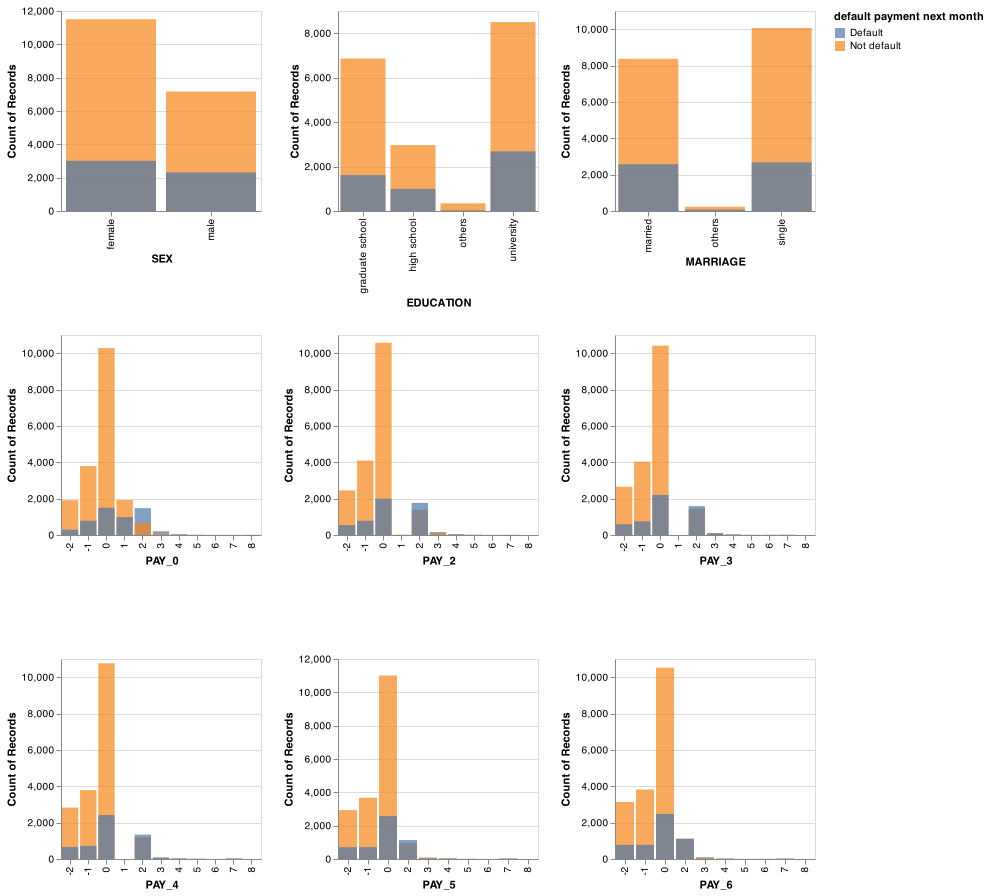 default payment next month
Default
Not default
12,000
10,000
8,000
6,000
4,000
2,000
0
Count of Records
female
male
SEX
8,000
6,000
4,000
2,000
0
Count of Records
graduate school
high school
others
university
EDUCATION
10,000
8,000
6,000
4,000
2,000
0
Count of Records
married
others
single
MARRIAGE
10,000
8,000
6,000
4,000
2,000
0
Count of Records
-2 -1 0 1 2 3 4 5 6 7 8
PAY_0
10,000
8,000
6,000
4,000
2,000
0
Count of Records
-2 -1 0 1 2 3 4 5 6 7 8
PAY_2
10,000
8,000
6,000
4,000
2,000
0
Count of Records
-2 -1 0 1 2 3 4 5 6 7 8
PAY_3
10,000
8,000
6,000
4,000
2,000
0
Count of Records
-2 -1 0 1 2 3 4 5 6 7 8
PAY_4
12,000
10,000
8,000
6,000
4,000
2,000
0
Count of Records
-2 -1 0 1 2 3 4 5 6 7 8
PAY_5
10,000
8,000
6,000
4,000
2,000
0
Count of Records
-2 -1 0 1 2 3 4 5 6 7 8
PAY_6